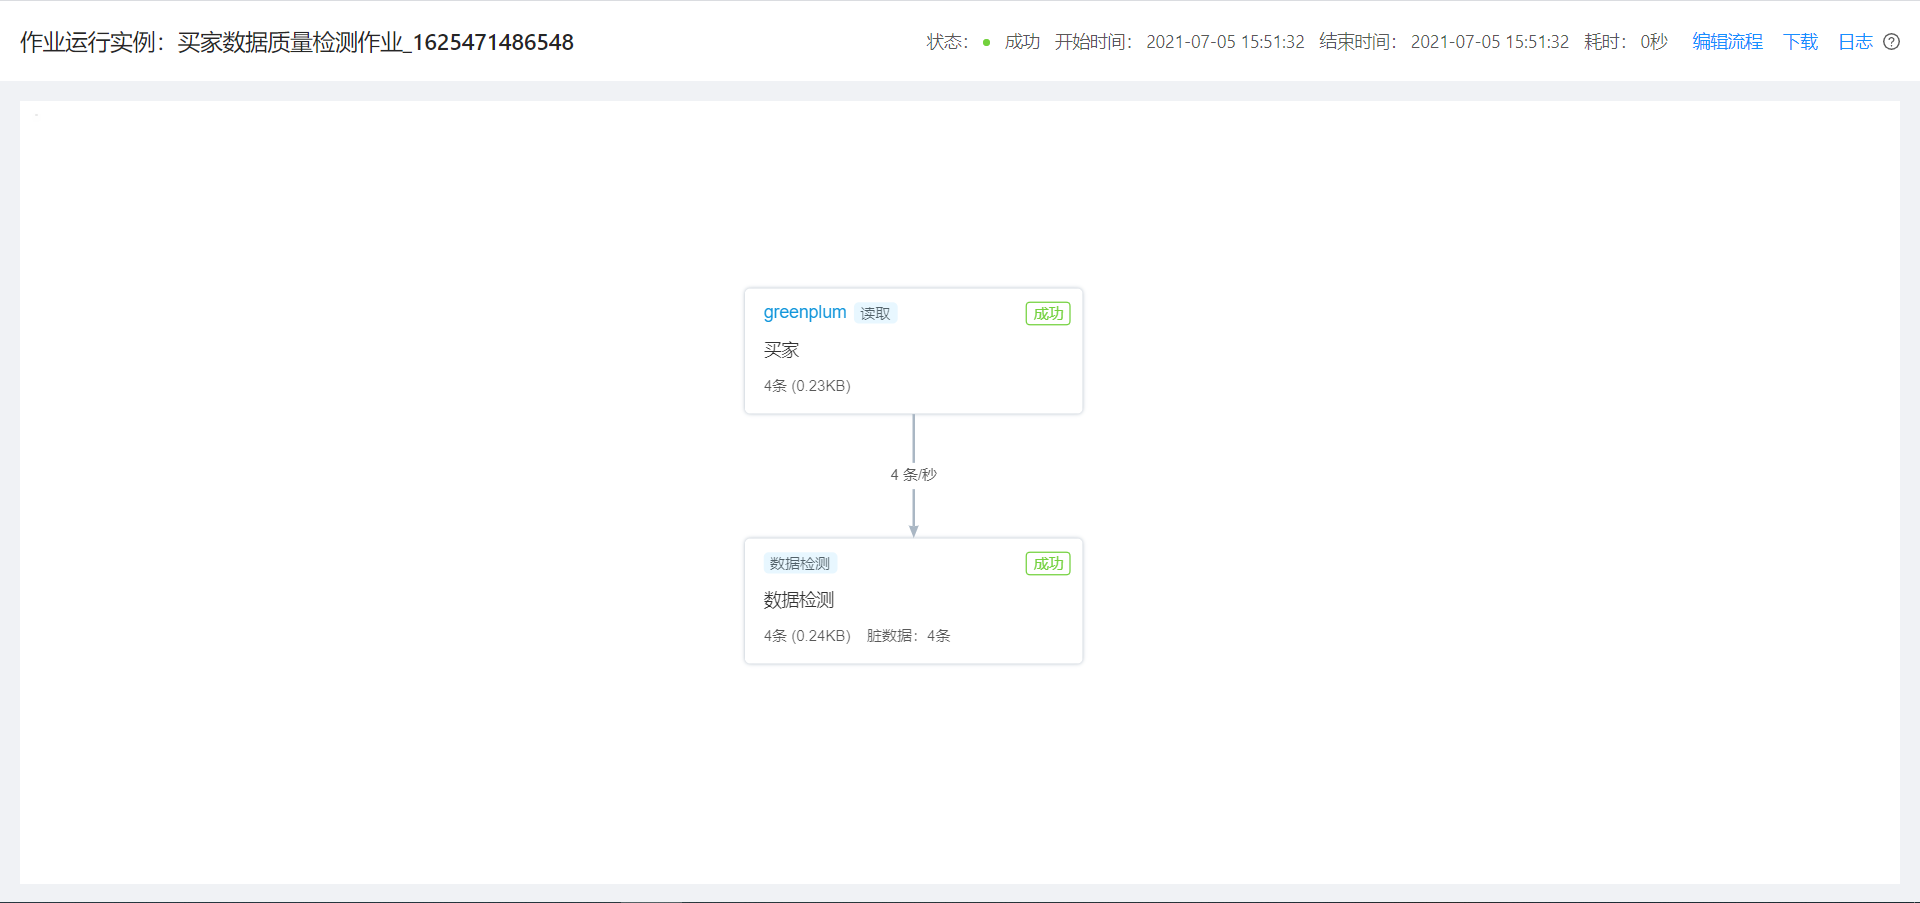 作业运行实例：买家数据质量检测作业_1625471486548
状态： 成功 开始时间： 2021-07-05 15:51:32 结束时间： 2021-07-05 15:51:32 耗时： 0秒 编辑流程 下载 日志 ?
greenplum 读取 成功
买家
4条 (0.23KB)
4 条/秒
数据检测 成功
数据检测
4条 (0.24KB) 脏数据：4条